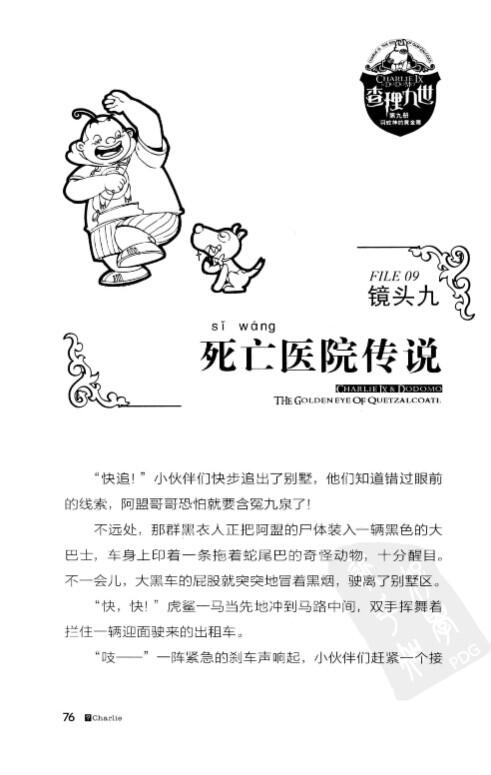 CHARLIE IX
& DODOMO
查理九世
第九册
羽蛇神的黄金眼
FILE 09
镜头九
sǐ wáng
死亡医院传说
CHARLIE IX & DODOMO
THE GOLDEN EYE OF QUETZALCOATL
“快追！”小伙伴们快步追出了别墅，他们知道错过眼前
的线索，阿盟哥哥恐怕就要含冤九泉了！
不远处，那群黑衣人正把阿盟的尸体装入一辆黑色的大
巴士，车身上印着一条拖着蛇尾巴的奇怪动物，十分醒目。
不一会儿，大黑车的屁股就突突地冒着黑烟，驶离了别墅区。
“快，快！”虎鲨一马当先地冲到马路中间，双手挥舞着
拦住一辆迎面驶来的出租车。
“吱——”一阵紧急的刹车声响起，小伙伴们赶紧一个接
PDG
76 Charlie